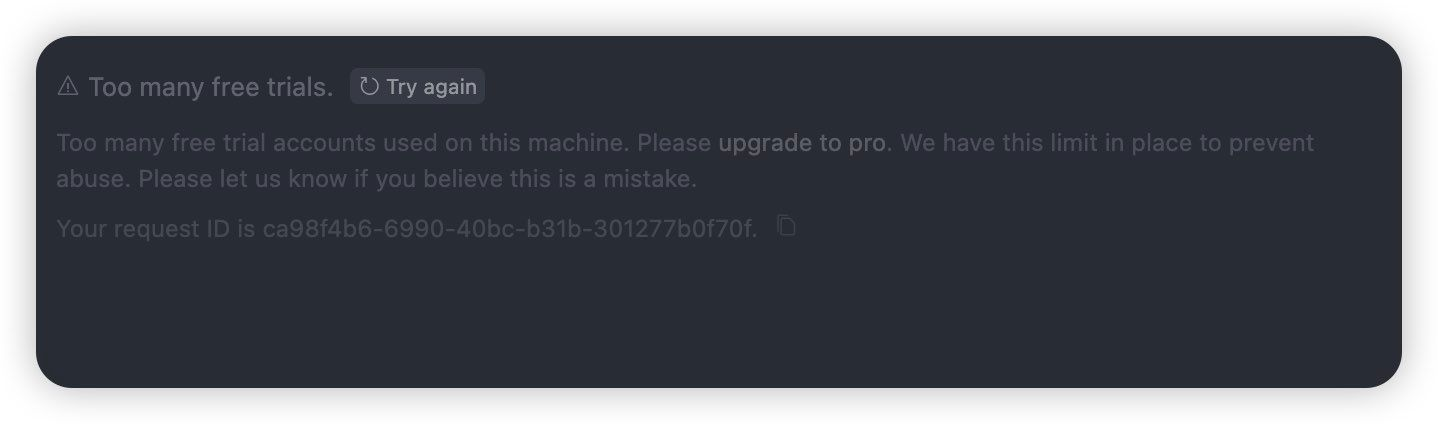 Too many free trials. Try again
Too many free trial accounts used on this machine. Please upgrade to pro. We have this limit in place to prevent
abuse. Please let us know if you believe this is a mistake.
Your request ID is ca98f4b6-6990-40bc-b31b-301277b0f70f.